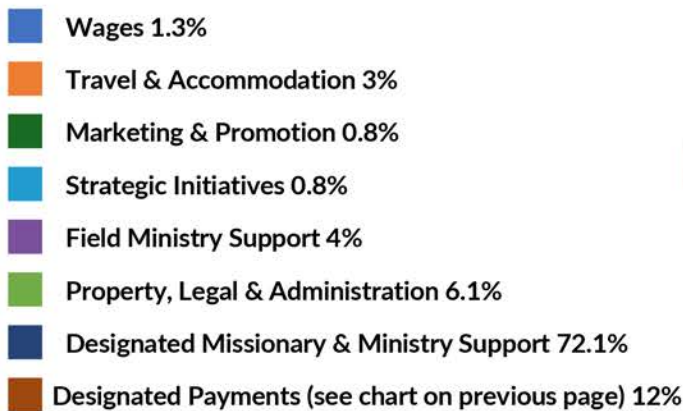 Wages 1.3%
Travel & Accommodation 3%
Marketing & Promotion 0.8%
Strategic Initiatives 0.8%
Field Ministry Support 4%
Property, Legal & Administration 6.1%
Designated Missionary & Ministry Support 72.1%
Designated Payments (see chart on previous page) 12%